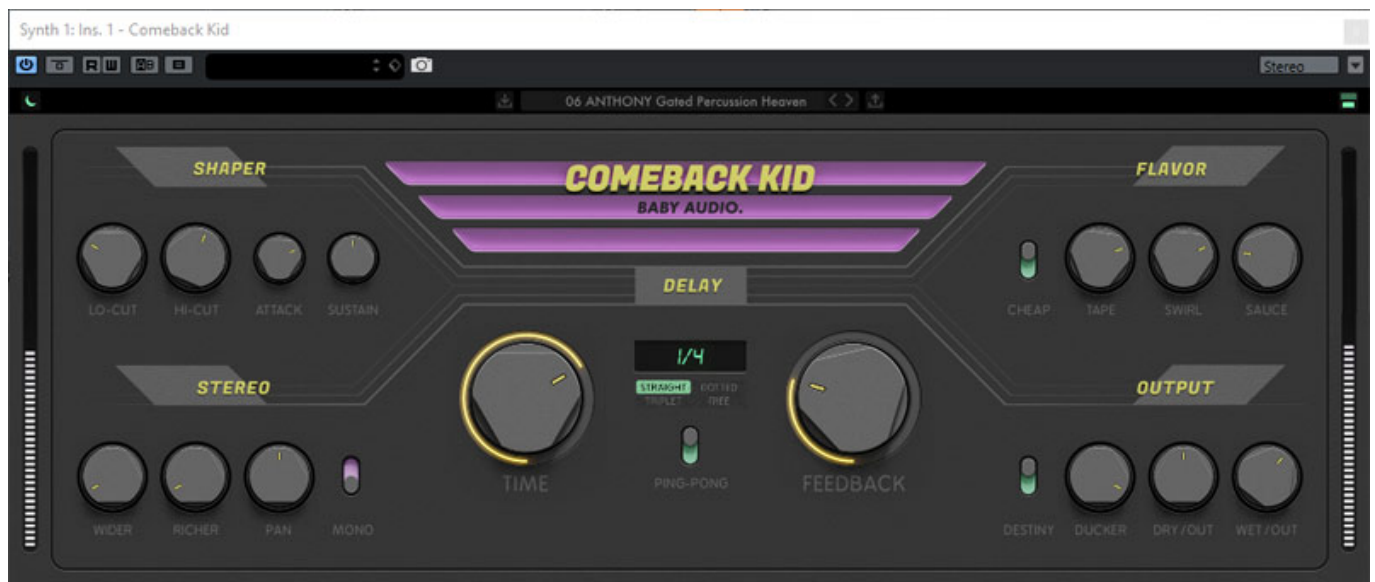 Synth 1: Ins. 1 - Comeback Kid
R W
Stereo
06 ANTHONY Gated Percussion Heaven
SHAPER
COMEBACK KID
BABY AUDIO.
FLAVOR
LO-CUT HI-CUT ATTACK SUSTAIN
DELAY
CHEAP TAPE SWIRL SAUCE
1/4
STRAIGHT DOTTED
TRIPLET FREE
STEREO
OUTPUT
WIDER RICHER PAN MONO
TIME
PING-PONG
FEEDBACK
DESTINY DUCKER DRY/OUT WET/OUT